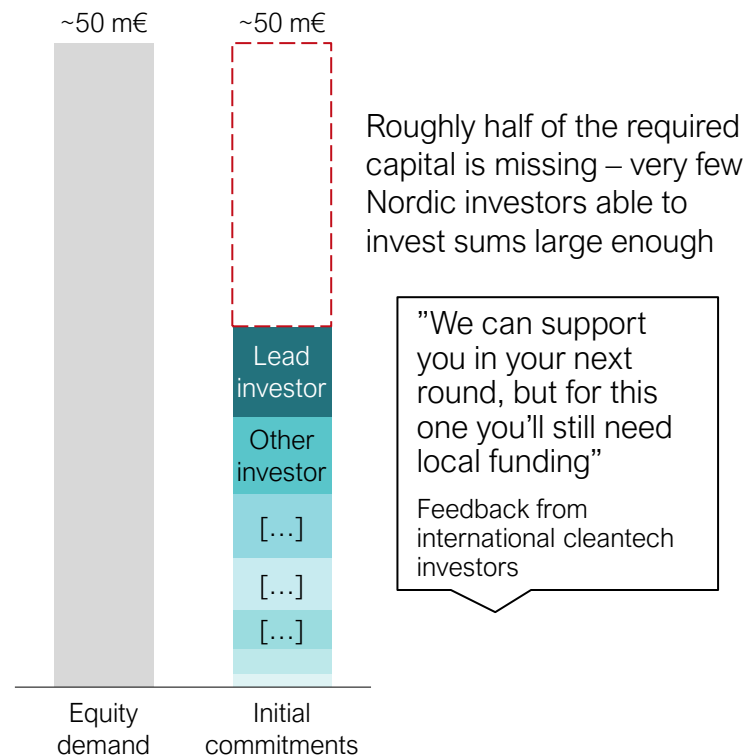 ~50 m€
~50 m€
Roughly half of the required
capital is missing – very few
Nordic investors able to
invest sums large enough
Lead
investor
Other
investor
[…]
[…]
[…]
”We can support
you in your next
round, but for this
one you’ll still need
local funding”
Feedback from
international cleantech
investors
Equity
demand
Initial
commitments